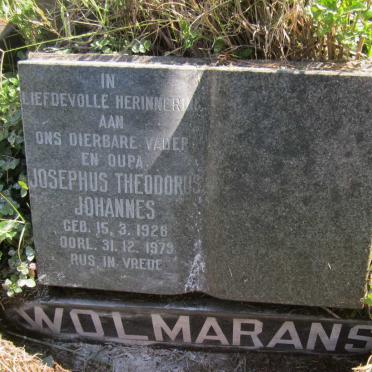 IN
LIEFDEVOLLE HERINNERING
AAN
ONS DIERBARE VADER
EN OUPA
JOSEPHUS THEODORUS
JOHANNES
GEB. 15. 3. 1926
OORL. 31. 12. 1979
RUS IN VREDE
WOLMARANS